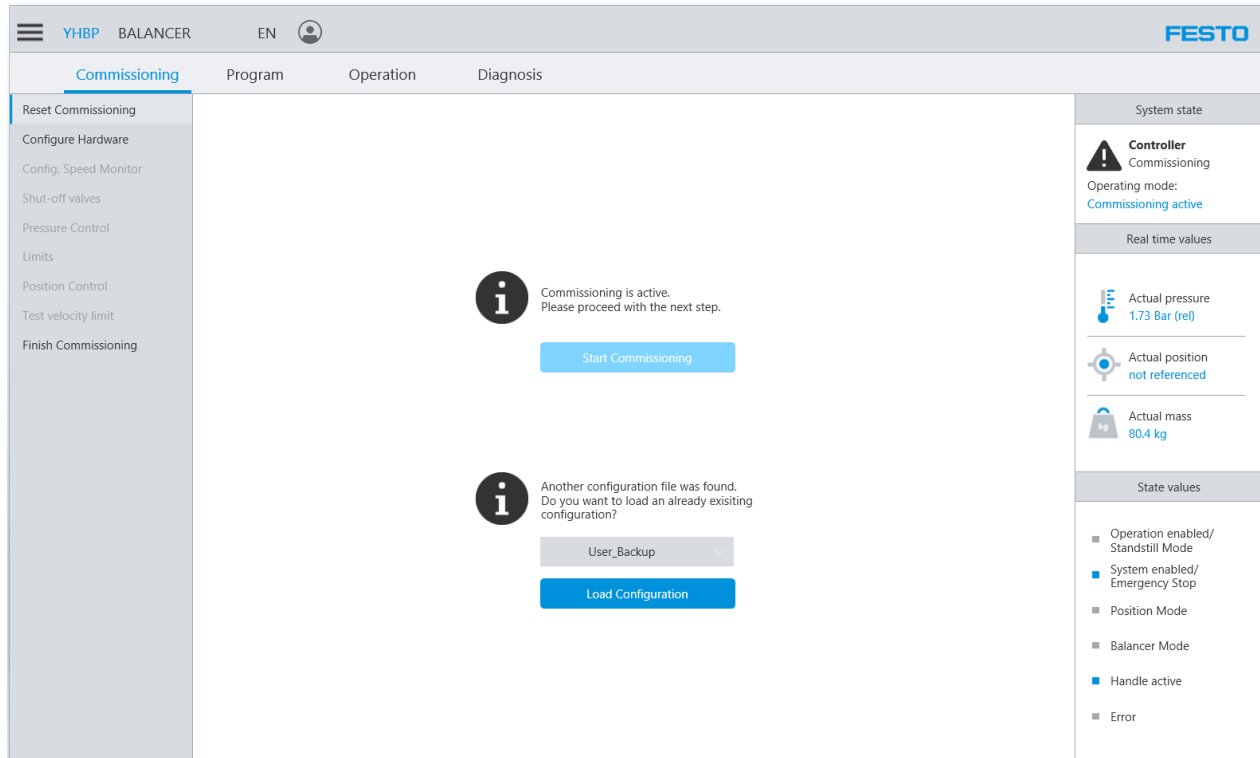 YHBP BALANCER EN FESTO
Commissioning Program Operation Diagnosis
Reset Commissioning
Configure Hardware
Config. Speed Monitor
Shut-off valves
Pressure Control
Limits
Position Control
Test velocity limit
Finish Commissioning
Commissioning is active.
Please proceed with the next step.
Start Commissioning
Another configuration file was found.
Do you want to load an already exisiting
configuration?
User_Backup
Load Configuration
System state
Controller
Commissioning
Operating mode:
Commissioning active
Real time values
Actual pressure
1.73 Bar (rel)
Actual position
not referenced
kg
Actual mass
80.4 kg
State values
Operation enabled/
Standstill Mode
System enabled/
Emergency Stop
Position Mode
Balancer Mode
Handle active
Error